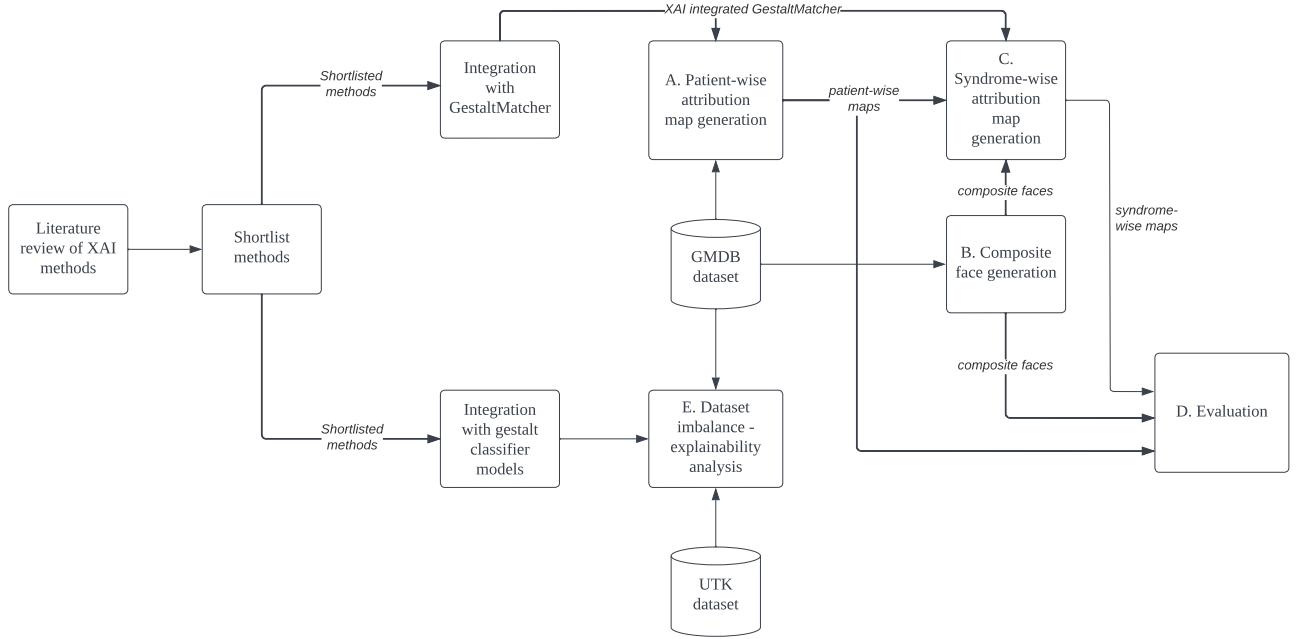 XAI integrated GestaltMatcher
Shortlisted
methods
Integration
with
GestaltMatcher
A. Patient-wise
attribution
map generation
patient-wise
maps
C.
Syndrome-wise
attribution
map
generation
composite faces
syndrome-
wise maps
Literature
review of XAI
methods
Shortlist
methods
GMDB
dataset
B. Composite
face generation
composite faces
Shortlisted
methods
Integration
with gestalt
classifier
models
E. Dataset
imbalance -
explainability
analysis
D. Evaluation
UTK
dataset